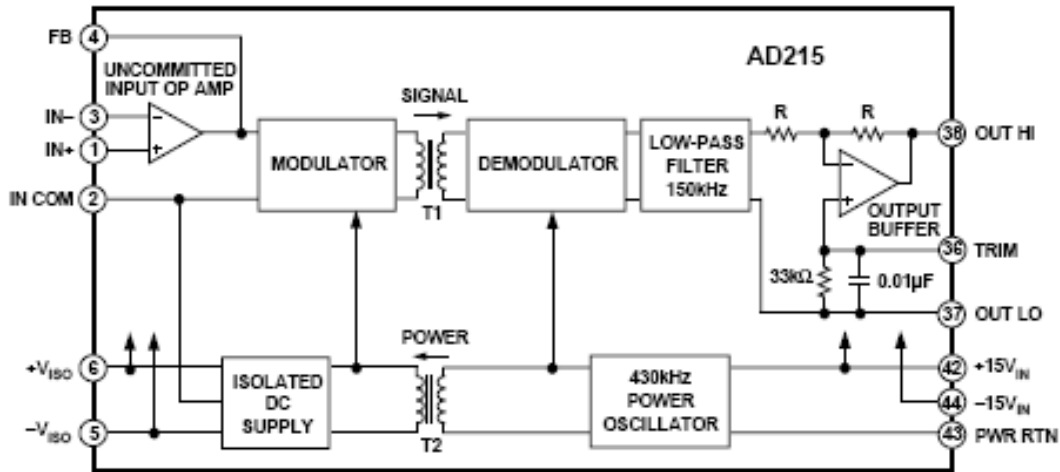 FB 4
AD215
UNCOMMITTED
INPUT OP AMP
IN– 3
IN+ 1
IN COM 2
–
+
MODULATOR
SIGNAL
T1
DEMODULATOR
LOW-PASS
FILTER
150kHz
R
R
–
+
OUTPUT
BUFFER
38 OUT HI
36 TRIM
33kΩ
0.01µF
37 OUT LO
+VISO 6
–VISO 5
ISOLATED
DC
SUPPLY
POWER
T2
430kHz
POWER
OSCILLATOR
42 +15VIN
44 –15VIN
43 PWR RTN